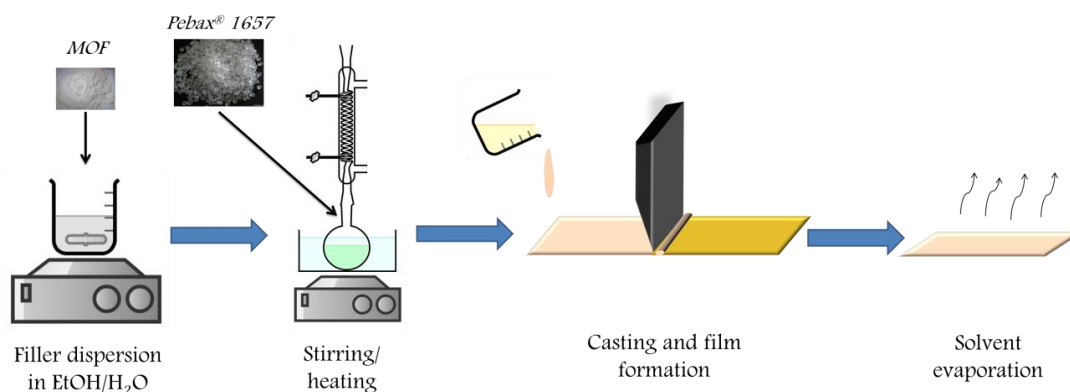 MOF
Pebax® 1657
Filler dispersion
in EtOH/H₂O
Stirring/
heating
Casting and film
formation
Solvent
evaporation